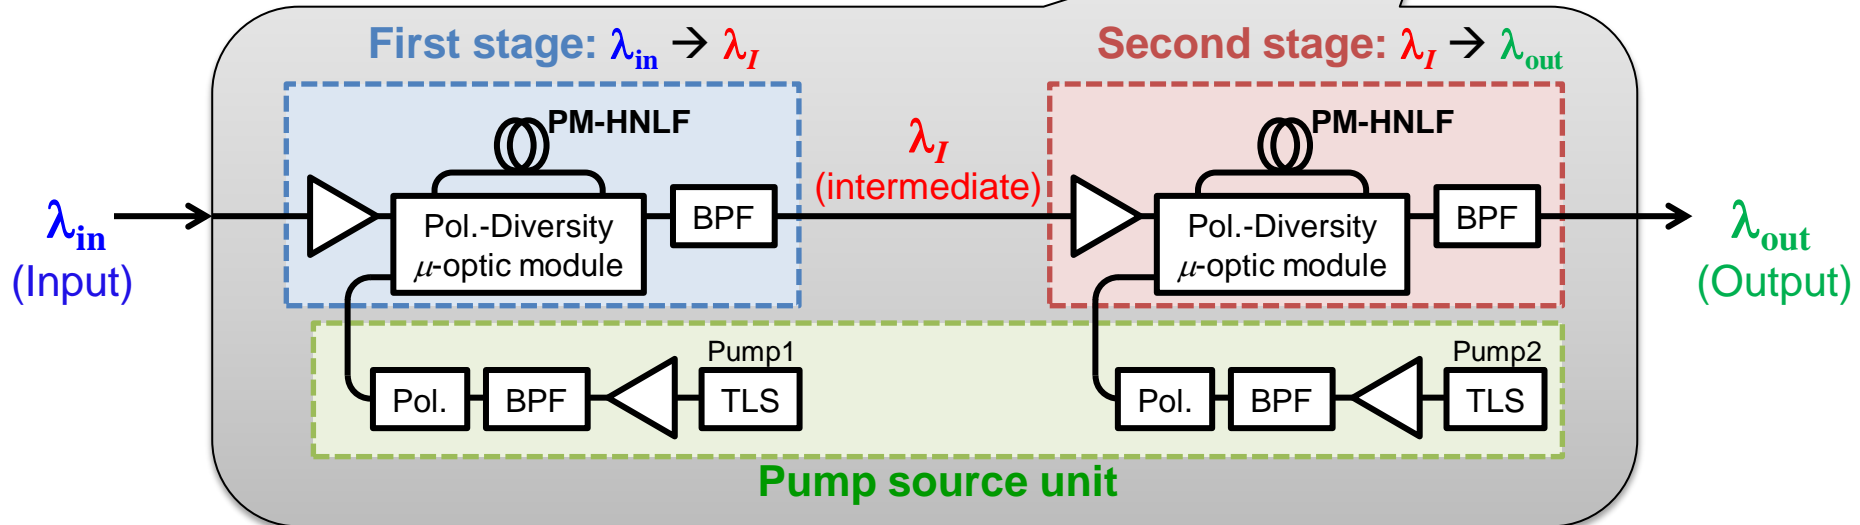 First stage: λin → λI
Second stage: λI → λout
PM-HNLF
PM-HNLF
λin
(Input)
Pol.-Diversity
μ-optic module
BPF
λI
(intermediate)
Pol.-Diversity
μ-optic module
BPF
λout
(Output)
Pump1
Pol.
BPF
TLS
Pump2
Pol.
BPF
TLS
Pump source unit